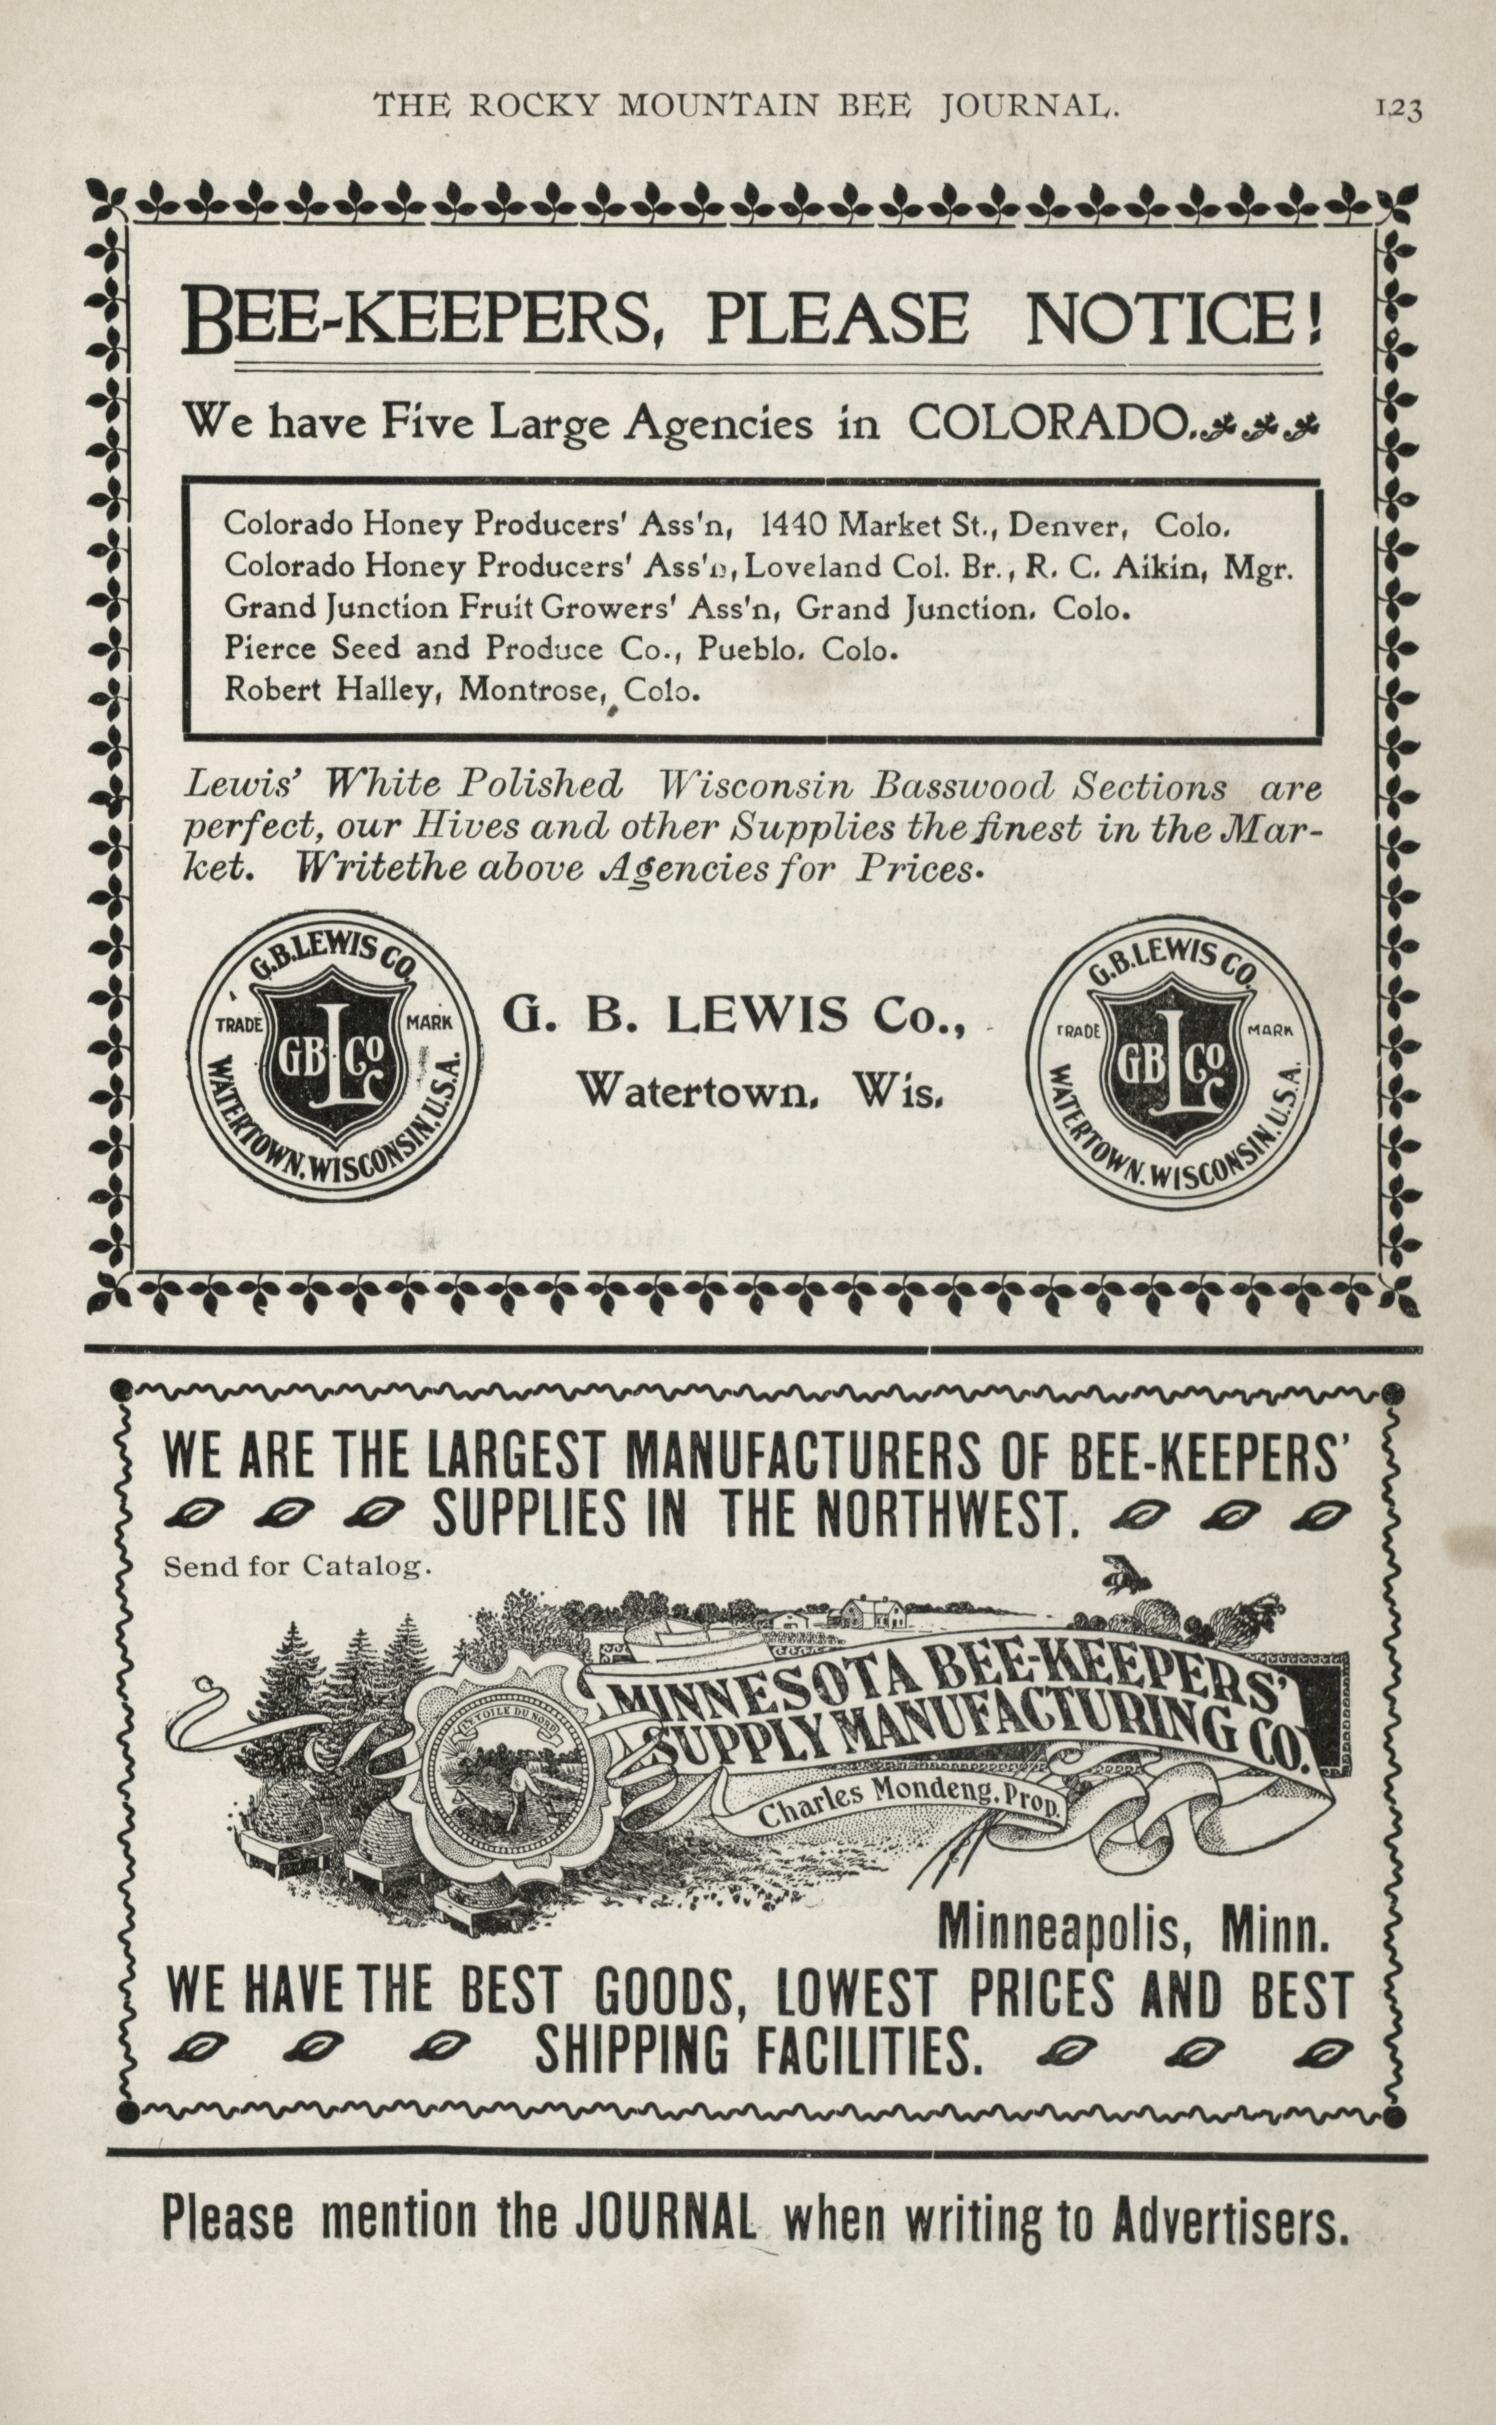 THE ROCKY MOUNTAIN BEE JOURNAL. 123
BEE-KEEPERS, PLEASE NOTICE!
We have Five Large Agencies in COLORADO.
Colorado Honey Producers' Ass'n, 1440 Market St., Denver, Colo.
Colorado Honey Producers' Ass'n, Loveland Col. Br., R. C. Aikin, Mgr.
Grand Junction Fruit Growers' Ass'n, Grand Junction. Colo.
Pierce Seed and Produce Co., Pueblo. Colo.
Robert Halley, Montrose, Colo.
Lewis' White Polished Wisconsin Basswood Sections are
perfect, our Hives and other Supplies the finest in the Mar-
ket. Writethe above Agencies for Prices.
G.B.LEWIS CO.
TRADE MARK
GB L Co
WATERTOWN.WISCONSIN,U.S.A.
G. B. LEWIS Co.,
Watertown. Wis.
G.B.LEWIS CO.
TRADE MARK
GB L Co
WATERTOWN.WISCONSIN.U.S.A.
WE ARE THE LARGEST MANUFACTURERS OF BEE-KEEPERS'
SUPPLIES IN THE NORTHWEST.
Send for Catalog.
MINNESOTA BEE-KEEPERS'
SUPPLY MANUFACTURING CO.
L'ETOILE DU NORD
Charles Mondeng, Prop.
Minneapolis, Minn.
WE HAVE THE BEST GOODS, LOWEST PRICES AND BEST
SHIPPING FACILITIES.
Please mention the JOURNAL when writing to Advertisers.